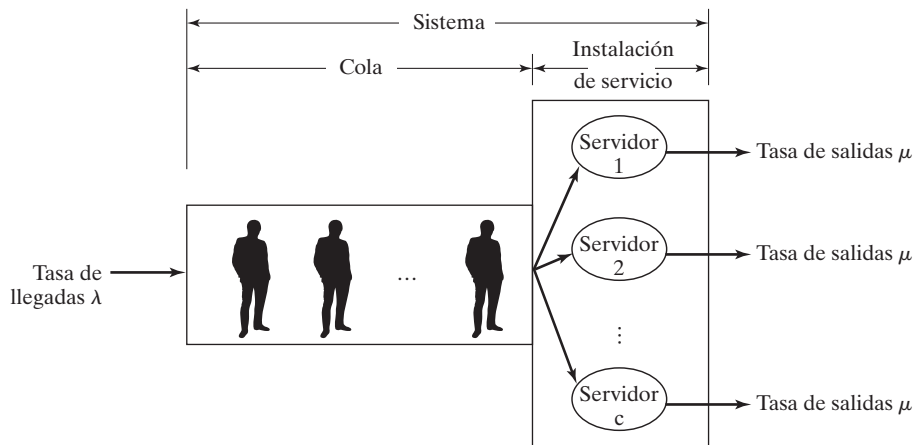 Sistema
Cola
Instalación
de servicio
Servidor
1
Tasa de salidas μ
Servidor
2
Tasa de salidas μ
Tasa de
llegadas λ
...
⋮
Servidor
c
Tasa de salidas μ